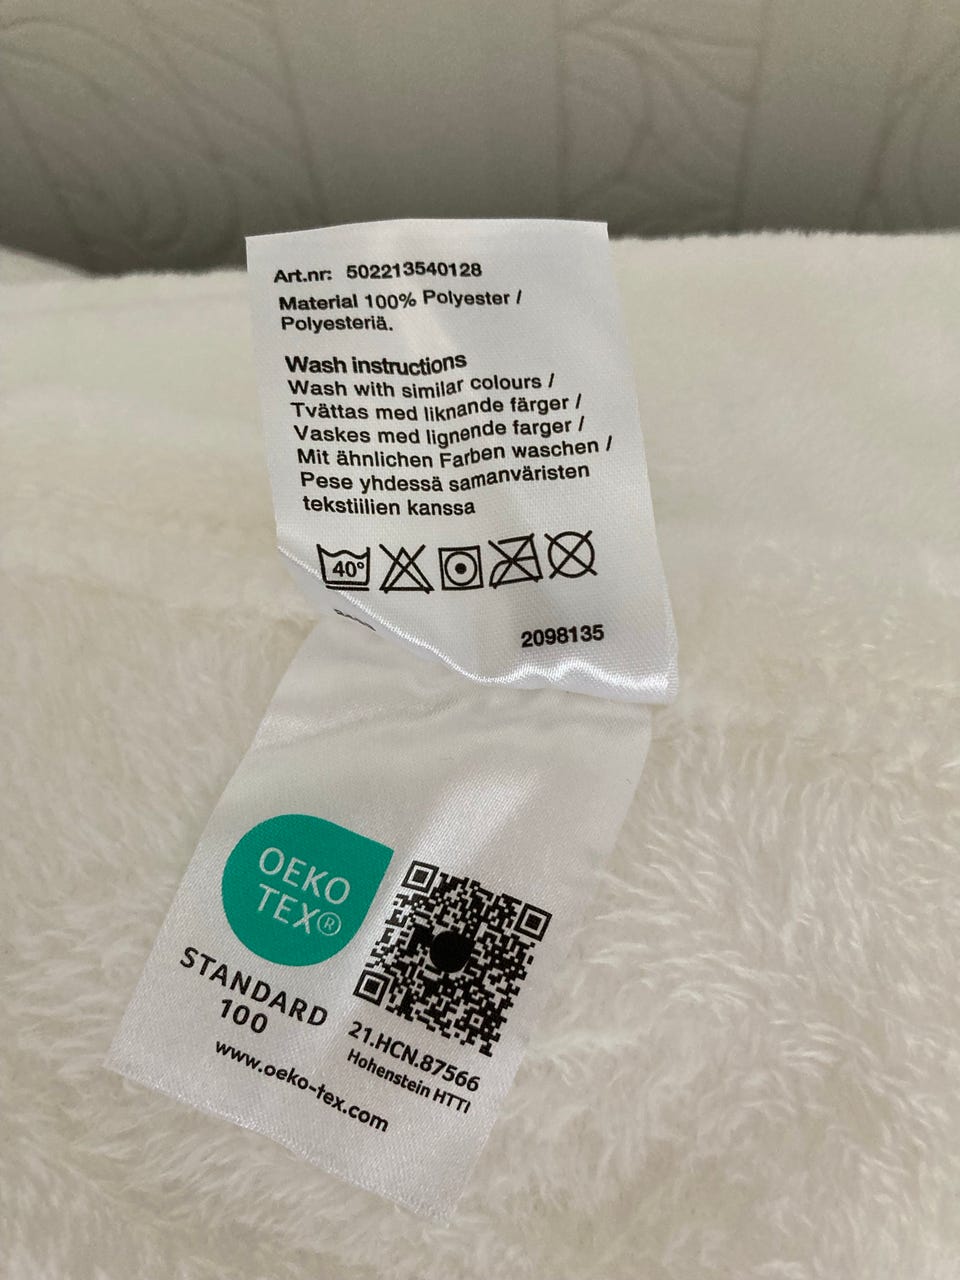 Art.nr: 502213540128
Material 100% Polyester /
Polyesteriä.
Wash instructions
Wash with similar colours /
Tvättas med liknande färger /
Vaskes med lignende farger /
Mit ähnlichen Farben waschen /
Pese yhdessä samanväristen
tekstiilien kanssa
40°
2098135
OEKO
TEX®
STANDARD
100
21.HCN.87566
Hohenstein HTTI
www.oeko-tex.com